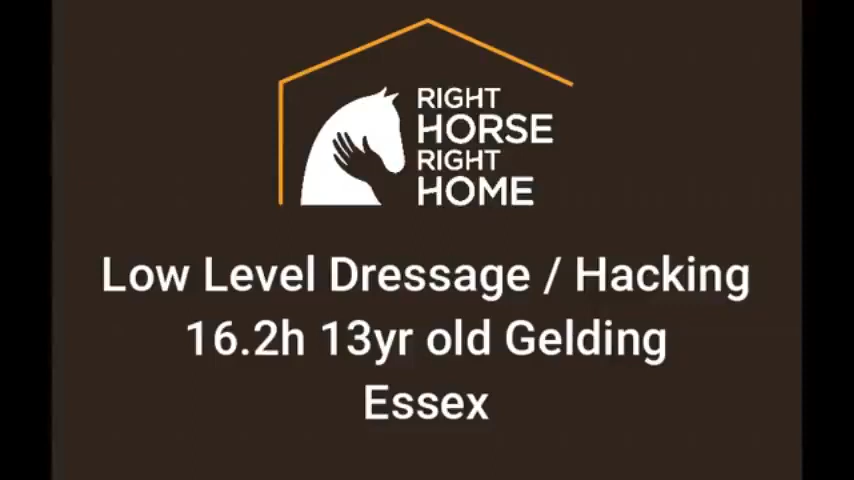 RIGHT
HORSE
RIGHT
HOME
Low Level Dressage / Hacking
16.2h 13yr old Gelding
Essex